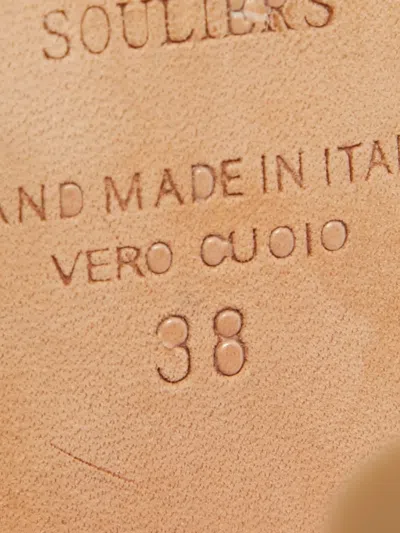 SOULIERS
AND MADE IN ITA
VERO CUOIO
38